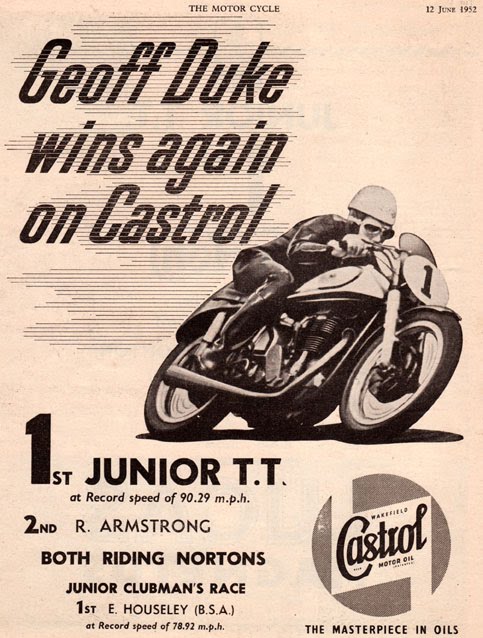 THE MOTOR CYCLE
12 JUNE 1952
Geoff Duke
wins again
on Castrol
1
1ST JUNIOR T.T.
at Record speed of 90.29 m.p.h.
2ND R. ARMSTRONG
BOTH RIDING NORTONS
JUNIOR CLUBMAN'S RACE
1ST E. HOUSELEY (B.S.A.)
at Record speed of 78.92 m.p.h.
WAKEFIELD
Castrol
MOTOR OIL
THE MASTERPIECE IN OILS